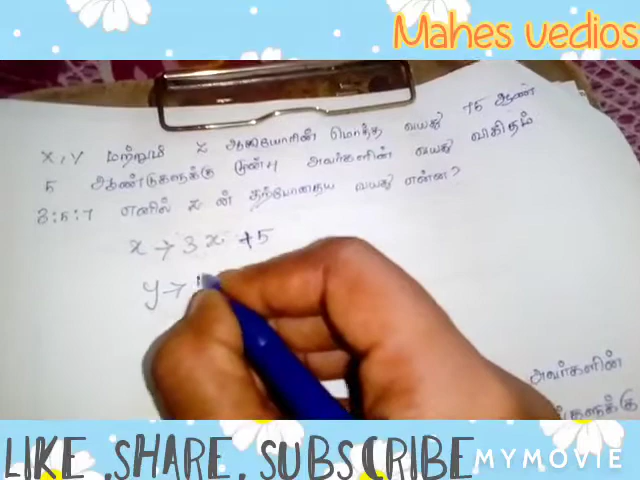 Mahes vedios
X, Y மற்றும் Z ஆகியோரின் மொத்த வயது 75 ஆண்
5 ஆண்டுகளுக்கு முன்பு அவர்களின் வயது விகிதம்
3:5:7 எனில் Z ன் தற்போதைய வயது என்ன?
x → 3x +5
y →
அவர்களின்
களுக்கு
LIKE .SHARE. SUBSCRIBE
MYMOVIE